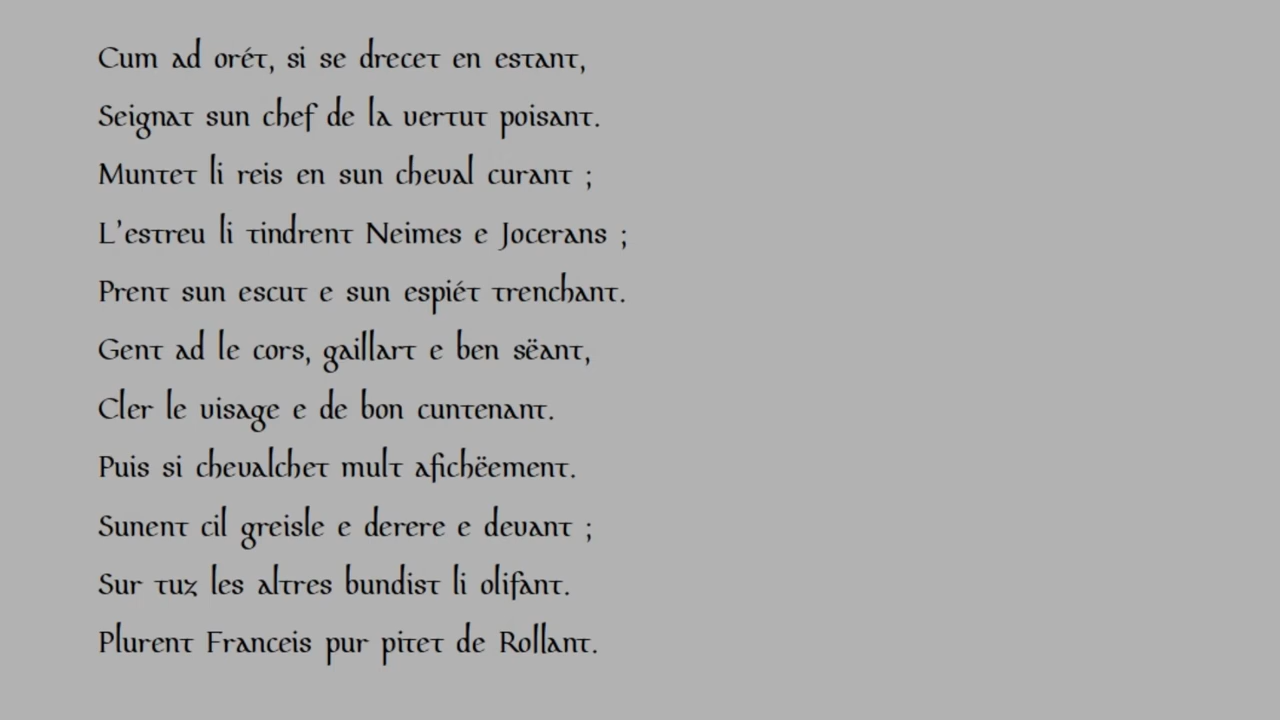 Cum ad orét, si se drecet en estant,
Seignat sun chef de la vertut poisant.
Muntet li reis en sun cheval curant ;
L’estreu li tindrent Neimes e Jocerans ;
Prent sun escut e sun espiét trenchant.
Gent ad le cors, gaillart e ben sëant,
Cler le visage e de bon cuntenant.
Puis si chevalchet mult afichëement.
Sunent cil greisle e derere e devant ;
Sur tuz les altres bundist li olifant.
Plurent Franceis pur pitet de Rollant.